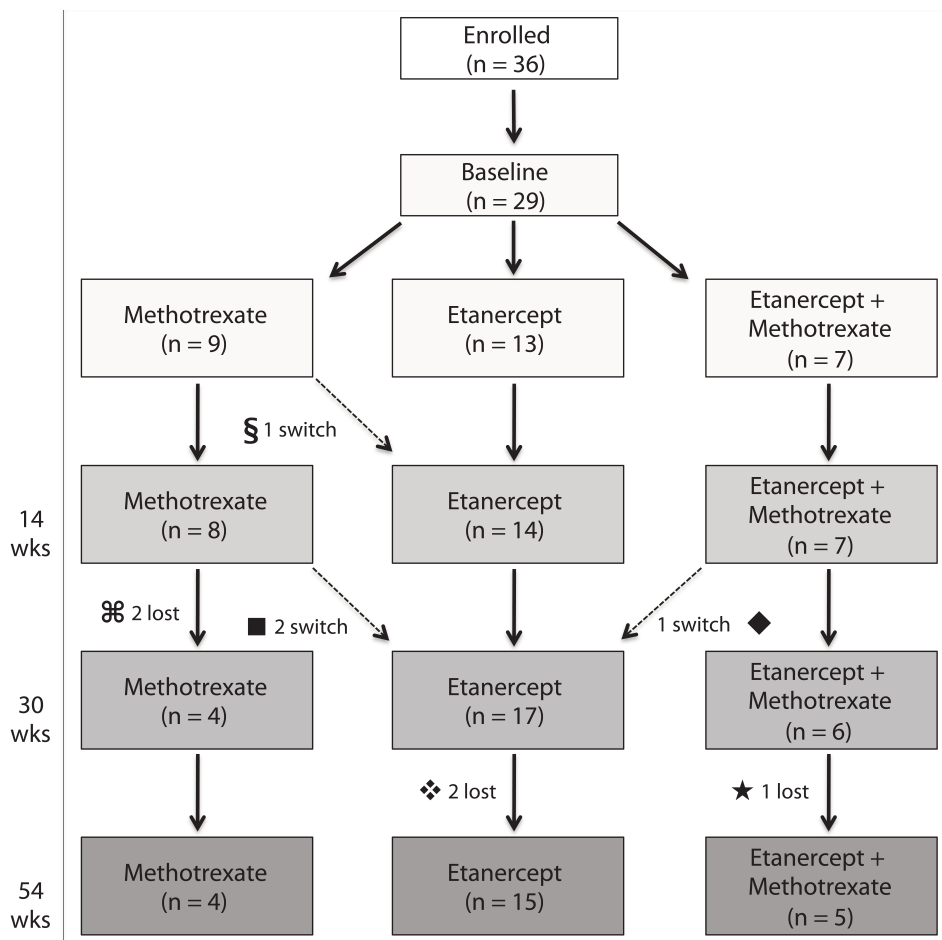 Enrolled
(n = 36)
Baseline
(n = 29)
Methotrexate
(n = 9)
Etanercept
(n = 13)
Etanercept +
Methotrexate
(n = 7)
§ 1 switch
14
wks
Methotrexate
(n = 8)
Etanercept
(n = 14)
Etanercept +
Methotrexate
(n = 7)
⌘ 2 lost
■ 2 switch
1 switch ◆
30
wks
Methotrexate
(n = 4)
Etanercept
(n = 17)
Etanercept +
Methotrexate
(n = 6)
❖ 2 lost
★ 1 lost
54
wks
Methotrexate
(n = 4)
Etanercept
(n = 15)
Etanercept +
Methotrexate
(n = 5)